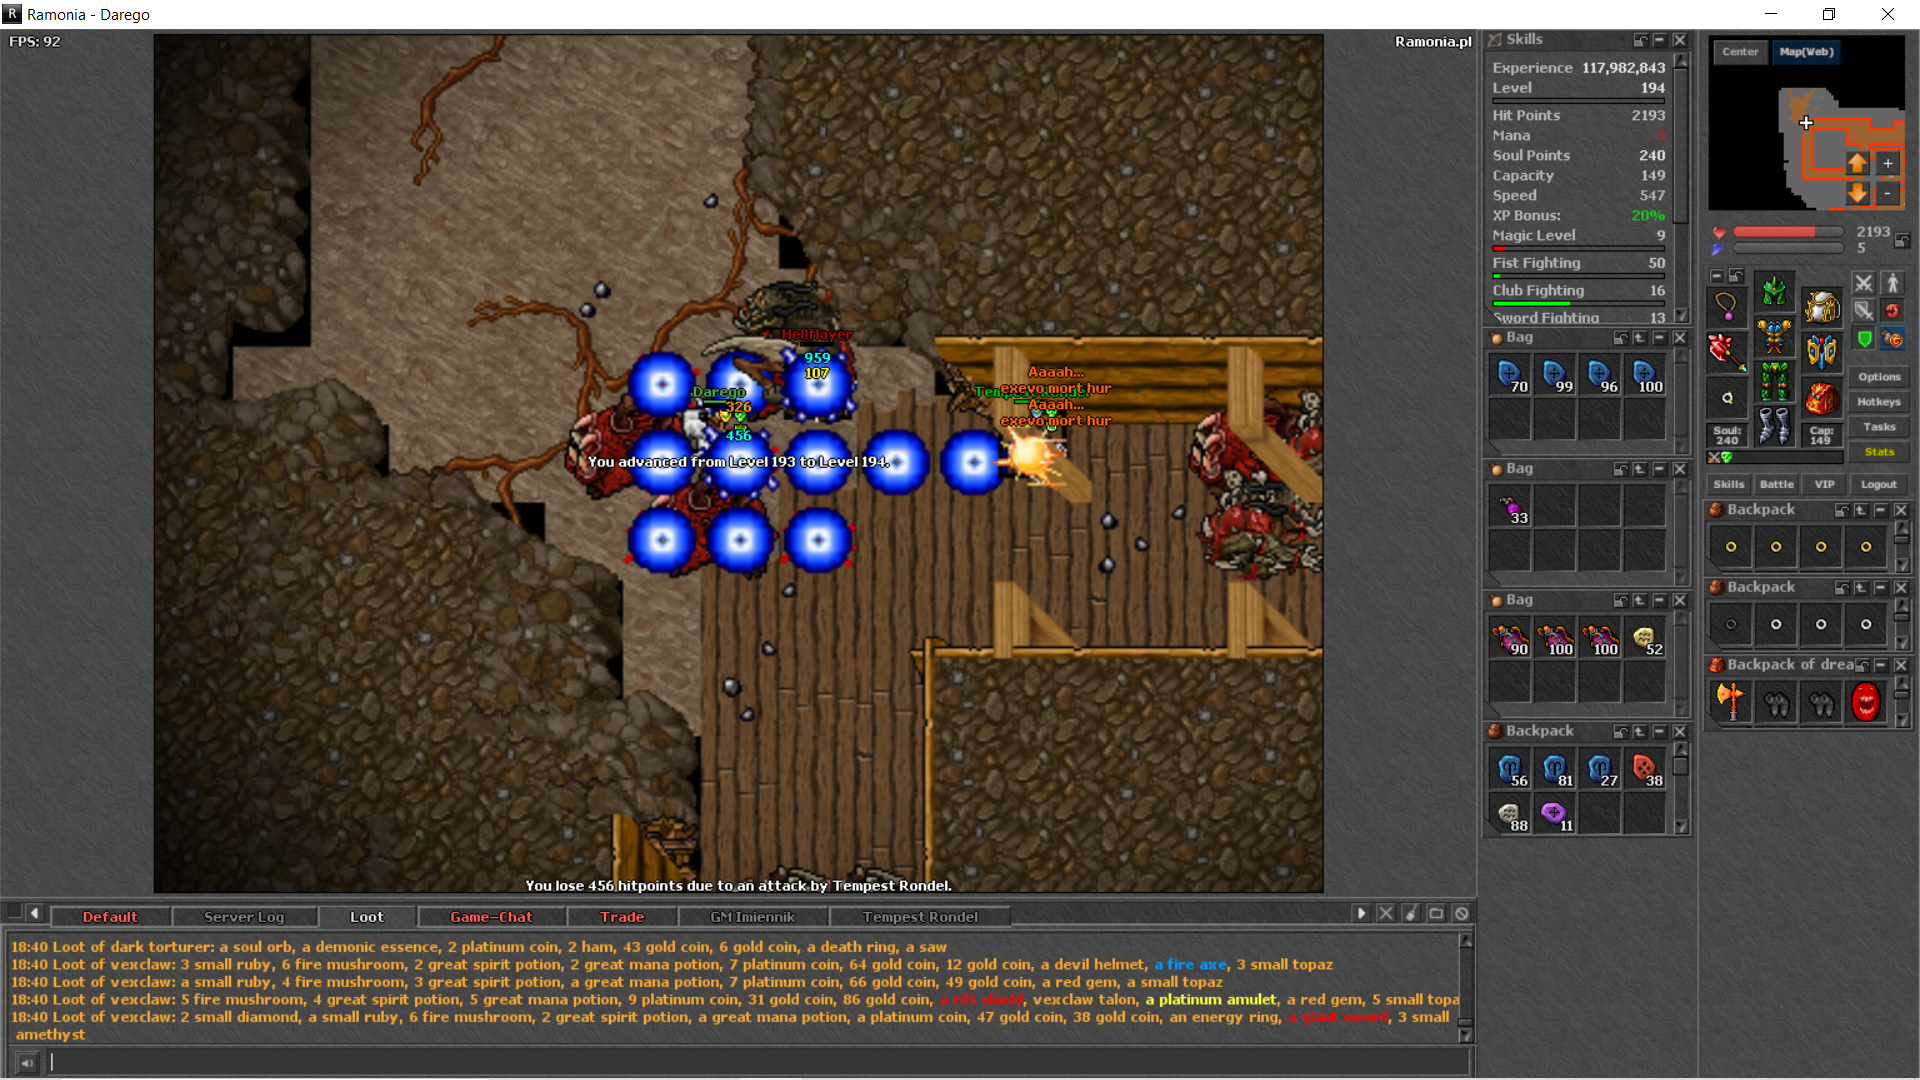 Ramonia - Darego
FPS: 92
Ramonia.pl
Hellflayer
959
107
Darego
326
456
Aaaah...
exevo mort hur
Aaaah...
exevo mort hur
You advanced from Level 193 to Level 194.
You lose 456 hitpoints due to an attack by Tempest Rondel.
Skills
Experience 117,982,843
Level 194
Hit Points 2193
Mana 5
Soul Points 240
Capacity 149
Speed 547
XP Bonus: 20%
Magic Level 9
Fist Fighting 50
Club Fighting 16
Sword Fighting 13
Bag
70 99 96 100
Bag
33
Bag
90 100 100 52
Backpack
56 81 27 38
88 11
Center Map(Web)
+
-
2193
5
Soul:
240
Cap:
149
Options
Hotkeys
Tasks
Stats
Skills Battle VIP Logout
Backpack
Backpack
Backpack of drea
Default Server Log Loot Game-Chat Trade GM Imiennik Tempest Rondel
18:40 Loot of dark torturer: a soul orb, a demonic essence, 2 platinum coin, 2 ham, 43 gold coin, 6 gold coin, a death ring, a saw
18:40 Loot of vexclaw: 3 small ruby, 6 fire mushroom, 2 great spirit potion, 2 great mana potion, 7 platinum coin, 64 gold coin, 12 gold coin, a devil helmet, a fire axe, 3 small topaz
18:40 Loot of vexclaw: a small ruby, 4 fire mushroom, 3 great spirit potion, a great mana potion, 7 platinum coin, 66 gold coin, 49 gold coin, a red gem, a small topaz
18:40 Loot of vexclaw: 5 fire mushroom, 4 great spirit potion, 5 great mana potion, 9 platinum coin, 31 gold coin, 86 gold coin, a rift shield, vexclaw talon, a platinum amulet, a red gem, 5 small topa
18:40 Loot of vexclaw: 2 small diamond, a small ruby, 6 fire mushroom, 2 great spirit potion, a great mana potion, a platinum coin, 47 gold coin, 38 gold coin, an energy ring, a giant sword, 3 small
amethyst